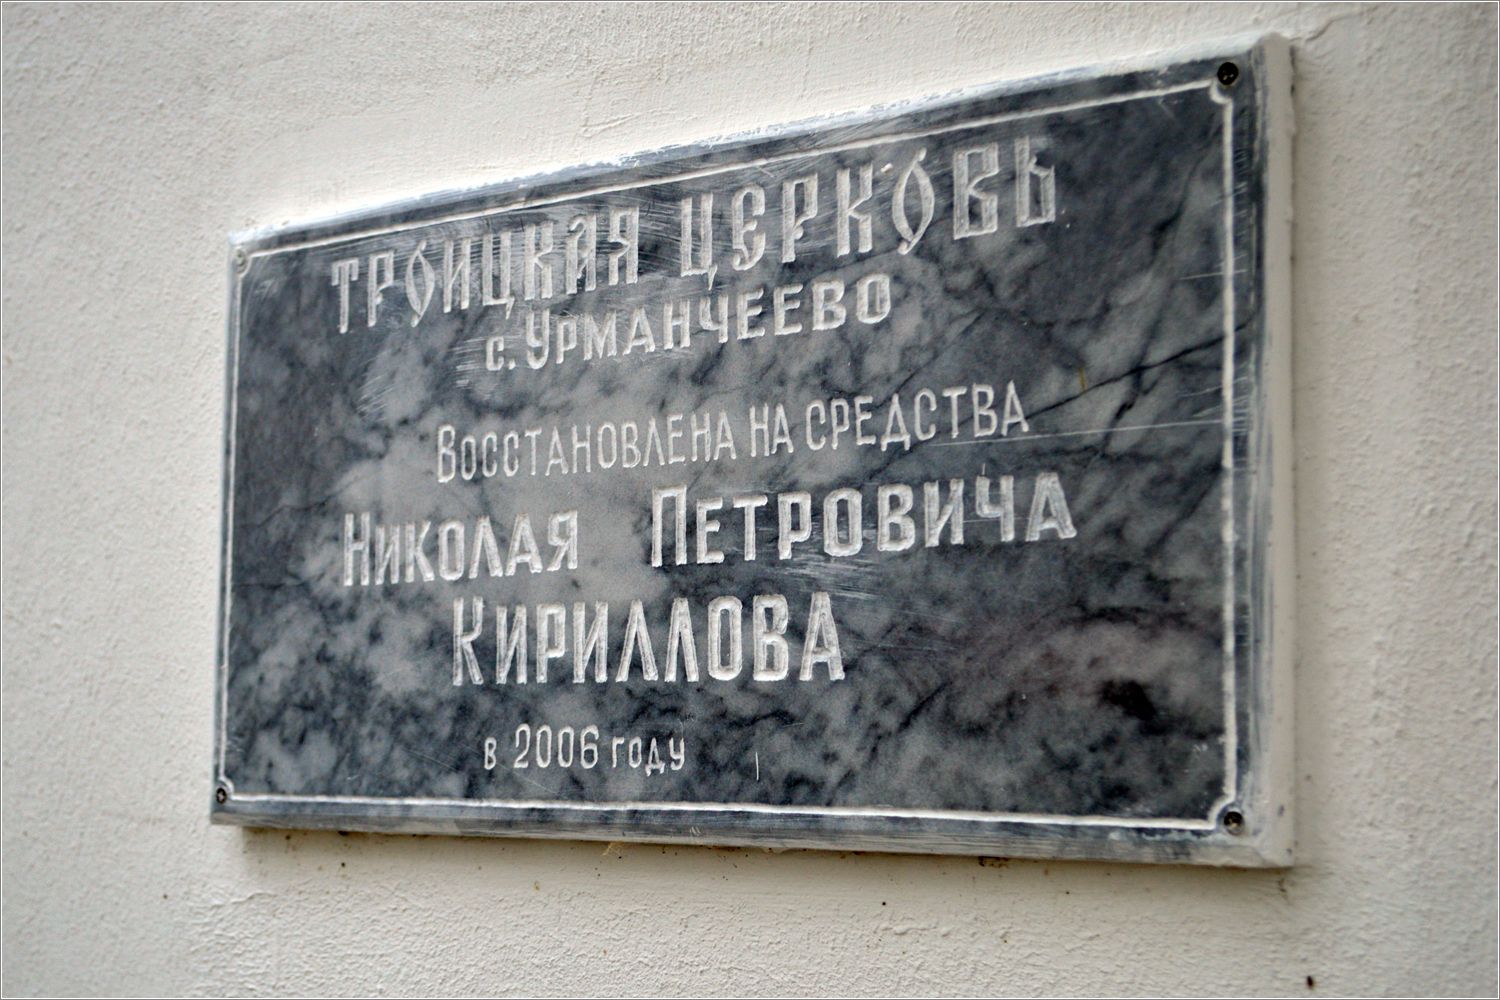 ТРОИЦКАЯ ЦЕРКОВЬ
с. УРМАНЧЕЕВО
ВОССТАНОВЛЕНА НА СРЕДСТВА
НИКОЛАЯ ПЕТРОВИЧА
КИРИЛЛОВА
в 2006 году